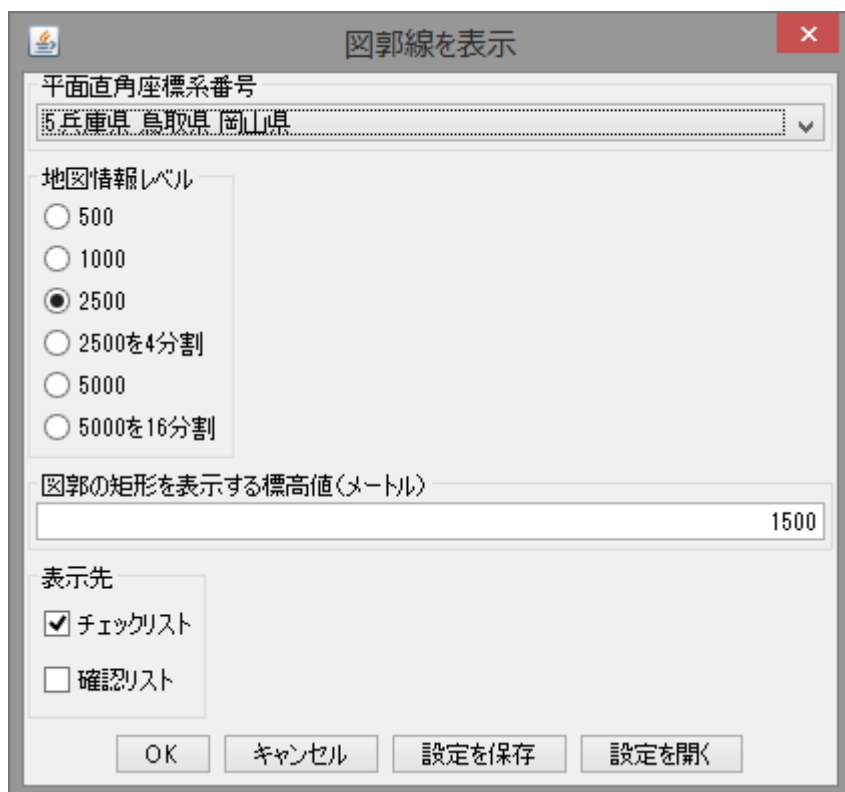 図郭線を表示
平面直角座標系番号
5 兵庫県 鳥取県 岡山県
地図情報レベル
500
1000
2500
2500を4分割
5000
5000を16分割
図郭の矩形を表示する標高値(メートル)
1500
表示先
チェックリスト
確認リスト
OK キャンセル 設定を保存 設定を開く